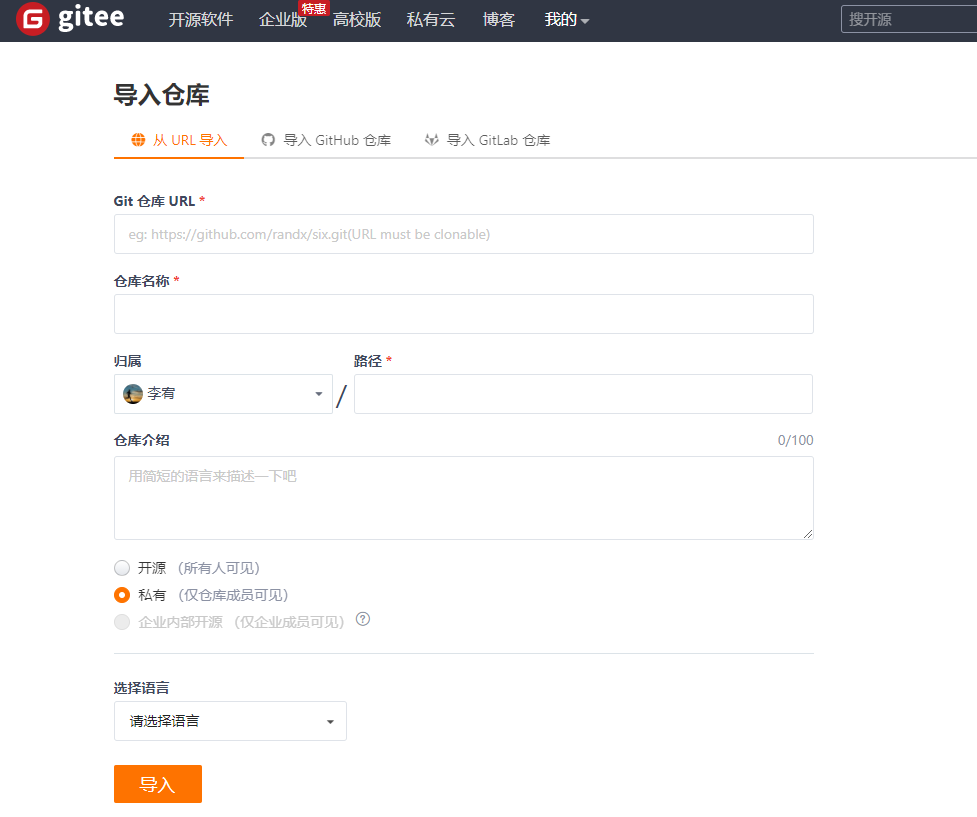 gitee 开源软件 企业版 特惠 高校版 私有云 博客 我的 搜开源
导入仓库
从 URL 导入 导入 GitHub 仓库 导入 GitLab 仓库
Git 仓库 URL *
eg: https://github.com/randx/six.git(URL must be clonable)
仓库名称 *
归属 路径 *
李宥 /
仓库介绍 0/100
用简短的语言来描述一下吧
开源 (所有人可见)
私有 (仅仓库成员可见)
企业内部开源 (仅企业成员可见) ?
选择语言
请选择语言
导入